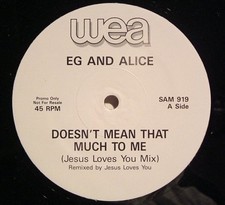 wea
EG AND ALICE
Promo Only
Not For Resale
45 RPM
SAM 919
A Side
DOESN'T MEAN THAT
MUCH TO ME
(Jesus Loves You Mix)
Remixed by Jesus Loves You